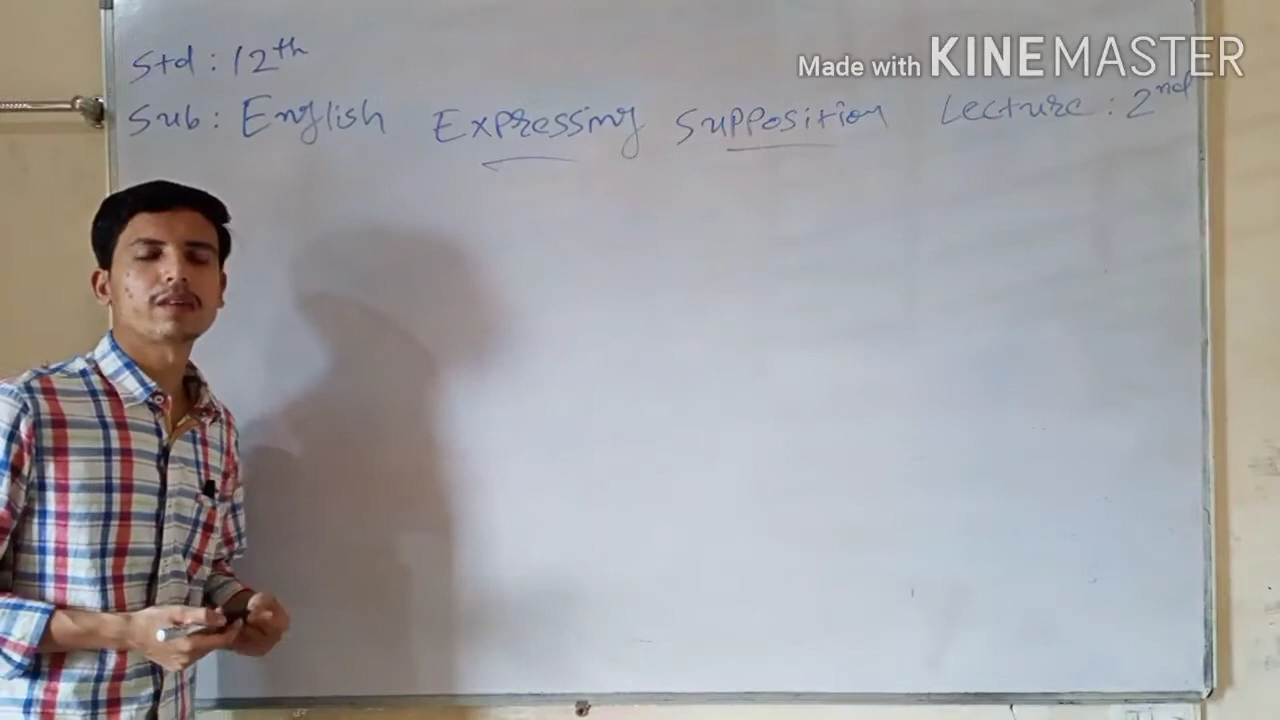 Std : 12th
Made with KINEMASTER
Sub : English Expressing Supposition Lecture : 2nd